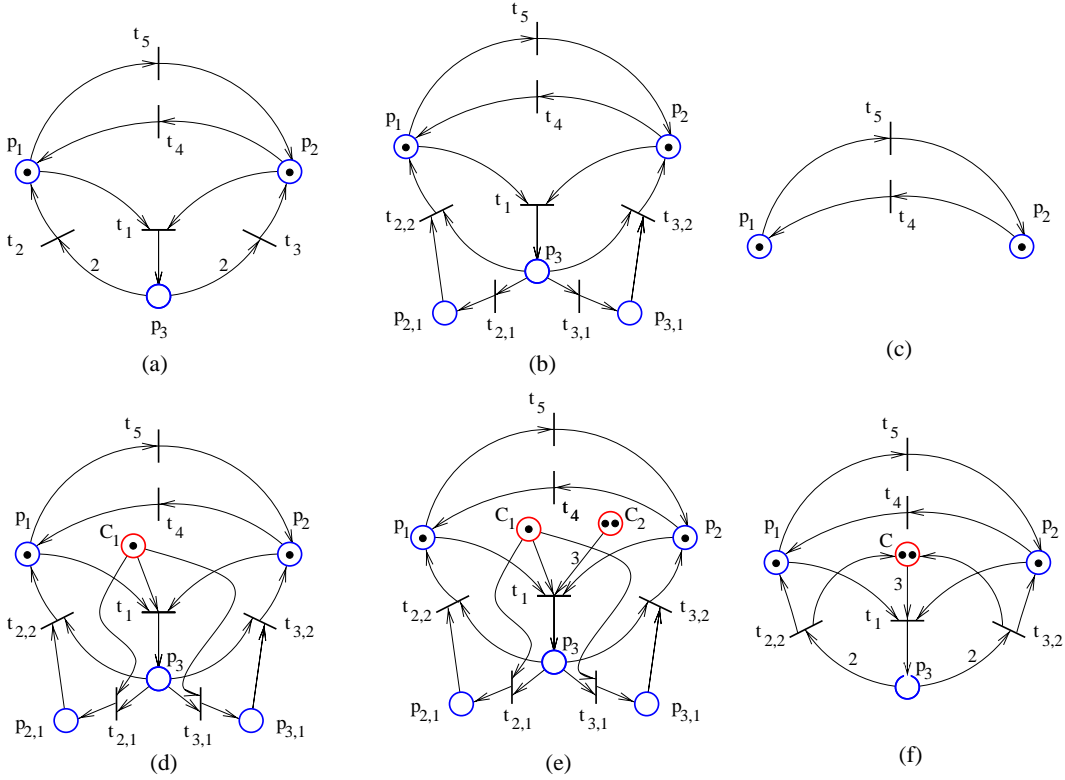 t5
t4
p1
p2
t1
t2
t3
2
2
p3
(a)
t5
t4
p1
p2
t1
t2,2
t3,2
p3
p2,1
t2,1
t3,1
p3,1
(b)
t5
t4
p1
p2
(c)
t5
t4
p1
p2
C1
t1
t2,2
t3,2
p3
p2,1
t2,1
t3,1
p3,1
(d)
t5
t4
p1
p2
C1
C2
3
t1
t2,2
t3,2
p3
p2,1
t2,1
t3,1
p3,1
(e)
t5
t4
p1
p2
C
3
t1
t2,2
t3,2
2
2
p3
(f)